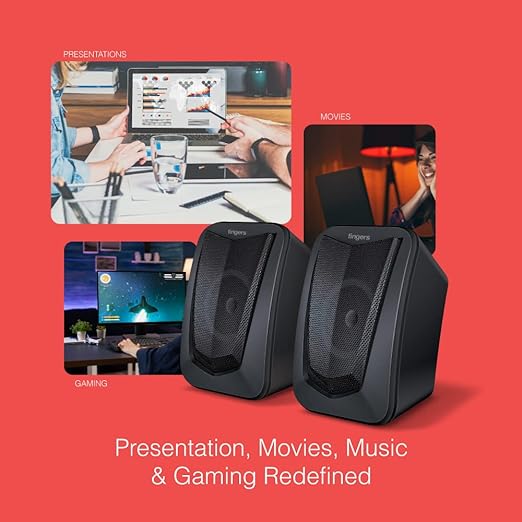 PRESENTATIONS
MOVIES
fingers
fingers
GAMING
Presentation, Movies, Music
& Gaming Redefined